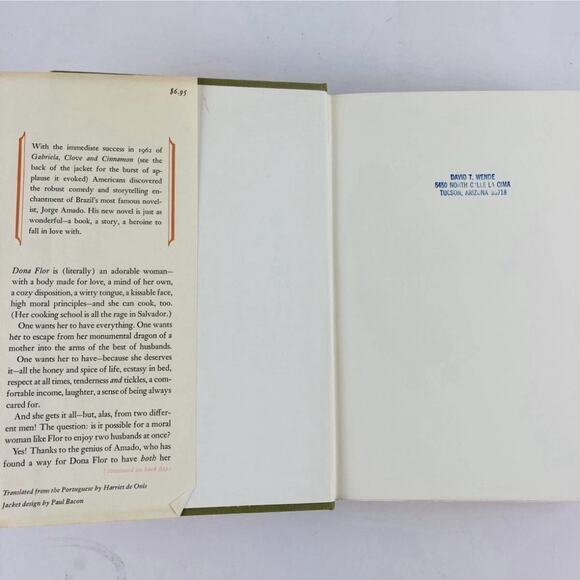 $6.95
With the immediate success in 1962 of
Gabriela, Clove and Cinnamon (see the
back of the jacket for the burst of ap-
plause it evoked) Americans discovered
the robust comedy and storytelling en-
chantment of Brazil's most famous novel-
ist, Jorge Amado. His new novel is just as
wonderful—a book, a story, a heroine to
fall in love with.
Dona Flor is (literally) an adorable woman—
with a body made for love, a mind of her own,
a cozy disposition, a witty tongue, a kissable face,
high moral principles—and she can cook, too.
(Her cooking school is all the rage in Salvador.)
One wants her to have everything. One wants
her to escape from her monumental dragon of a
mother into the arms of the best of husbands.
One wants her to have—because she deserves
it—all the honey and spice of life, ecstasy in bed,
respect at all times, tenderness and tickles, a com-
fortable income, laughter, a sense of being always
cared for.
And she gets it all—but, alas, from two differ-
ent men! The question: is it possible for a moral
woman like Flor to enjoy two husbands at once?
Yes! Thanks to the genius of Amado, who has
found a way for Dona Flor to have both her
(continued on back flap)
Translated from the Portuguese by Harriet de Onís
Jacket design by Paul Bacon
DAVID T. WENDE
5450 NORTH CALLE LA CIMA
TUCSON, ARIZONA 85718